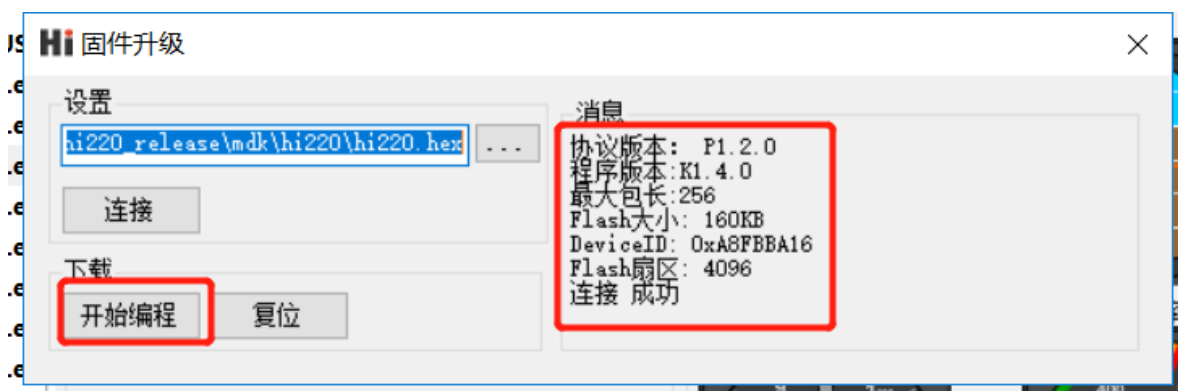 Hi 固件升级
设置
hi220_release\mdk\hi220\hi220.hex
...
连接
下载
开始编程
复位
消息
协议版本： P1.2.0
程序版本:K1.4.0
最大包长:256
Flash大小: 160KB
DeviceID: 0xA8FBBA16
Flash扇区: 4096
连接 成功